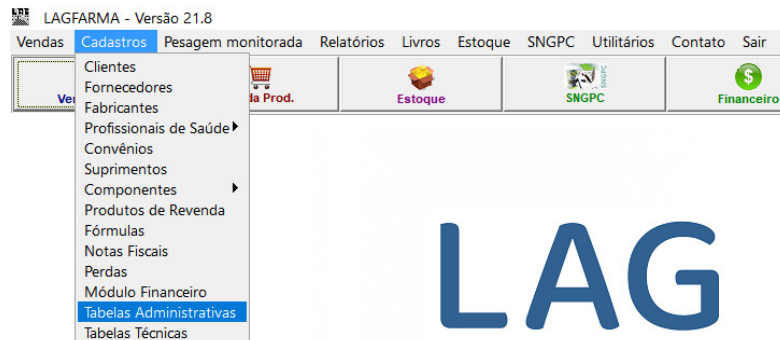 LAGFARMA - Versão 21.8
Vendas Cadastros Pesagem monitorada Relatórios Livros Estoque SNGPC Utilitários Contato Sair
Prod. Estoque SNGPC Financeiro
Clientes
Fornecedores
Fabricantes
Profissionais de Saúde
Convênios
Suprimentos
Componentes
Produtos de Revenda
Fórmulas
Notas Fiscais
Perdas
Módulo Financeiro
Tabelas Administrativas
Tabelas Técnicas
LAG